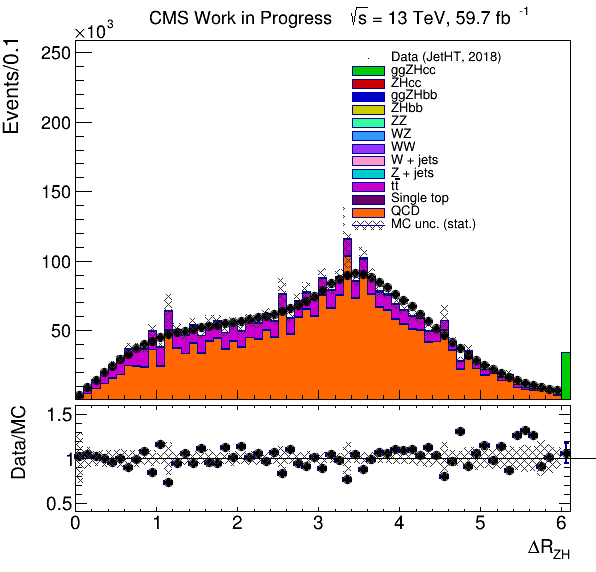 CMS Work in Progress √s = 13 TeV, 59.7 fb⁻¹
×10³
Events/0.1
250
200
150
100
50
Data (JetHT, 2018)
ggZHcc
ZHcc
ggZHbb
ZHbb
ZZ
WZ
WW
W + jets
Z + jets
tt̅
Single top
QCD
MC unc. (stat.)
Data/MC
1.5
1
0.5
0 1 2 3 4 5 6
ΔR_ZH